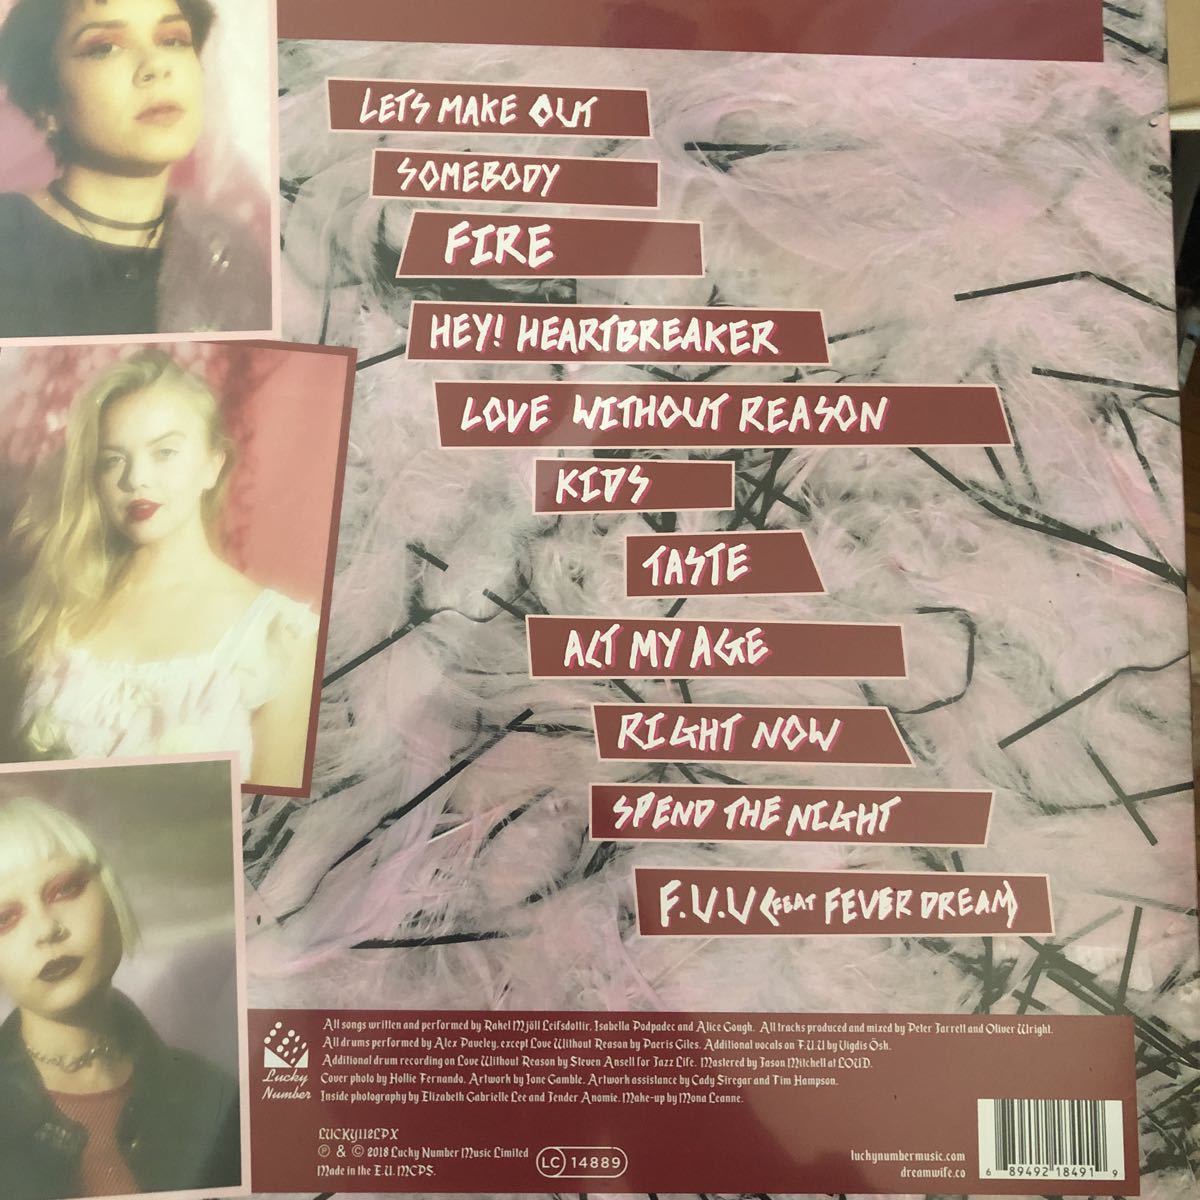 LETS MAKE OUT
SOMEBODY
FIRE
HEY! HEARTBREAKER
LOVE WITHOUT REASON
KIDS
TASTE
ACT MY AGE
RIGHT NOW
SPEND THE NIGHT
F.U.U (FEAT FEVER DREAM)
Lucky
Number
All songs written and performed by Rakel Mjöll Leifsdottir, Isabella Podpadec and Alice Gough. All tracks produced and mixed by Peter Jarrell and Oliver Wright.
All drums performed by Alex Paveley, except Love Without Reason by Paeris Giles. Additional vocals on F.U.U by Vigdis Ösk.
Additional drum recording on Love Without Reason by Steven Ansell for Jazz Life. Mastered by Jason Mitchell at LOUD.
Cover photo by Hollie Fernando. Artwork by Jone Gamble. Artwork assistance by Cady Siregar and Tim Hampson.
Inside photography by Elizabeth Gabrielle Lee and Jender Anomie. Make-up by Mona Leanne.
LUCKY112LPX
℗ & © 2018 Lucky Number Music Limited
Made in the E.U. MCPS.
LC 14889
luckynumbermusic.com
dreamwife.co
6 89492 18491 9